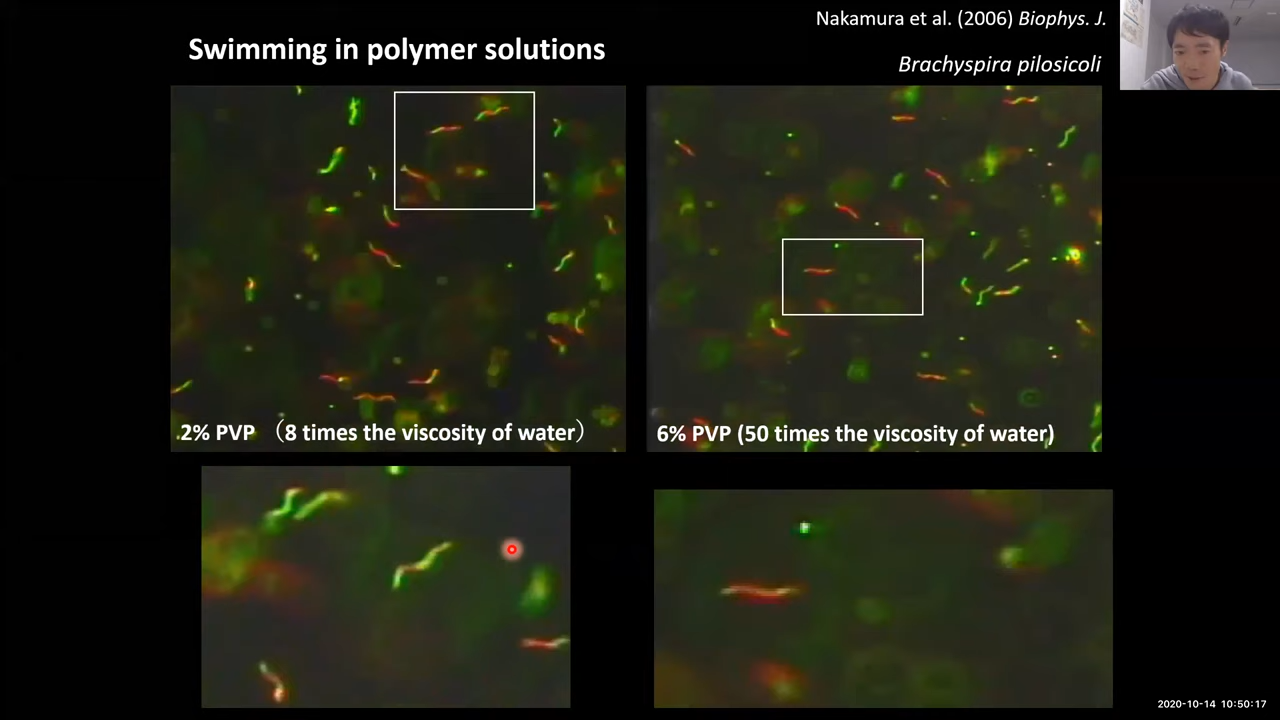 Nakamura et al. (2006) Biophys. J.
Swimming in polymer solutions
Brachyspira pilosicoli
2% PVP （8 times the viscosity of water）
6% PVP (50 times the viscosity of water)
2020-10-14 10:50:17